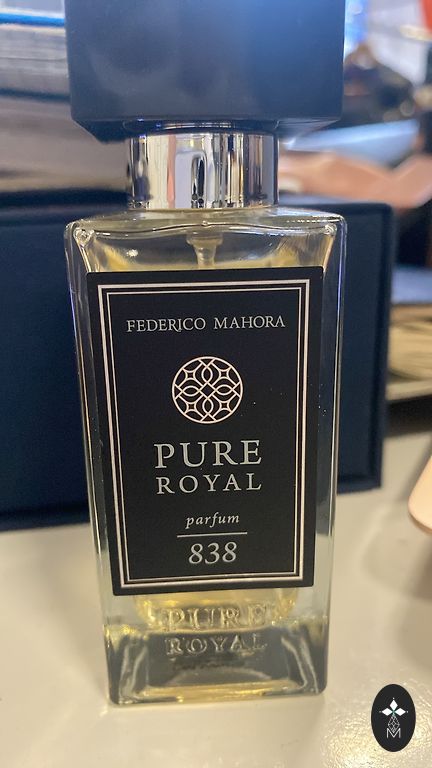 FEDERICO MAHORA
PURE
ROYAL
parfum
838
PURE
ROYAL
M